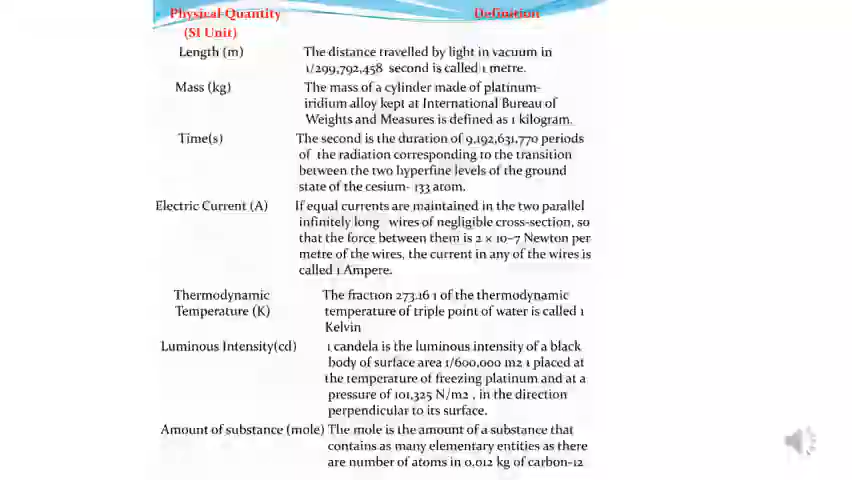 Physical Quantity Definition
(SI Unit)
Length (m) The distance travelled by light in vacuum in
1/299,792,458 second is called 1 metre.
Mass (kg) The mass of a cylinder made of platinum-
iridium alloy kept at International Bureau of
Weights and Measures is defined as 1 kilogram.
Time(s) The second is the duration of 9,192,631,770 periods
of the radiation corresponding to the transition
between the two hyperfine levels of the ground
state of the cesium- 133 atom.
Electric Current (A) If equal currents are maintained in the two parallel
infinitely long wires of negligible cross-section, so
that the force between them is 2 × 10–7 Newton per
metre of the wires, the current in any of the wires is
called 1 Ampere.
Thermodynamic The fraction 273.16 1 of the thermodynamic
Temperature (K) temperature of triple point of water is called 1
Kelvin
Luminous Intensity(cd) 1 candela is the luminous intensity of a black
body of surface area 1/600,000 m2 1 placed at
the temperature of freezing platinum and at a
pressure of 101,325 N/m2 , in the direction
perpendicular to its surface.
Amount of substance (mole) The mole is the amount of a substance that
contains as many elementary entities as there
are number of atoms in 0.012 kg of carbon-12